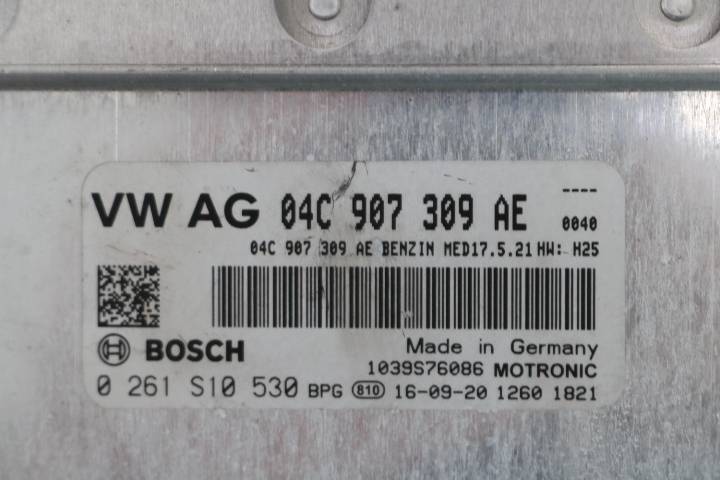 ----
VW AG 04C 907 309 AE 0040
04C 907 309 AE BENZIN MED17.5.21 HW: H25
BOSCH Made in Germany
1039S76086 MOTRONIC
0 261 S10 530 BPG 810 16-09-20 1260 1821